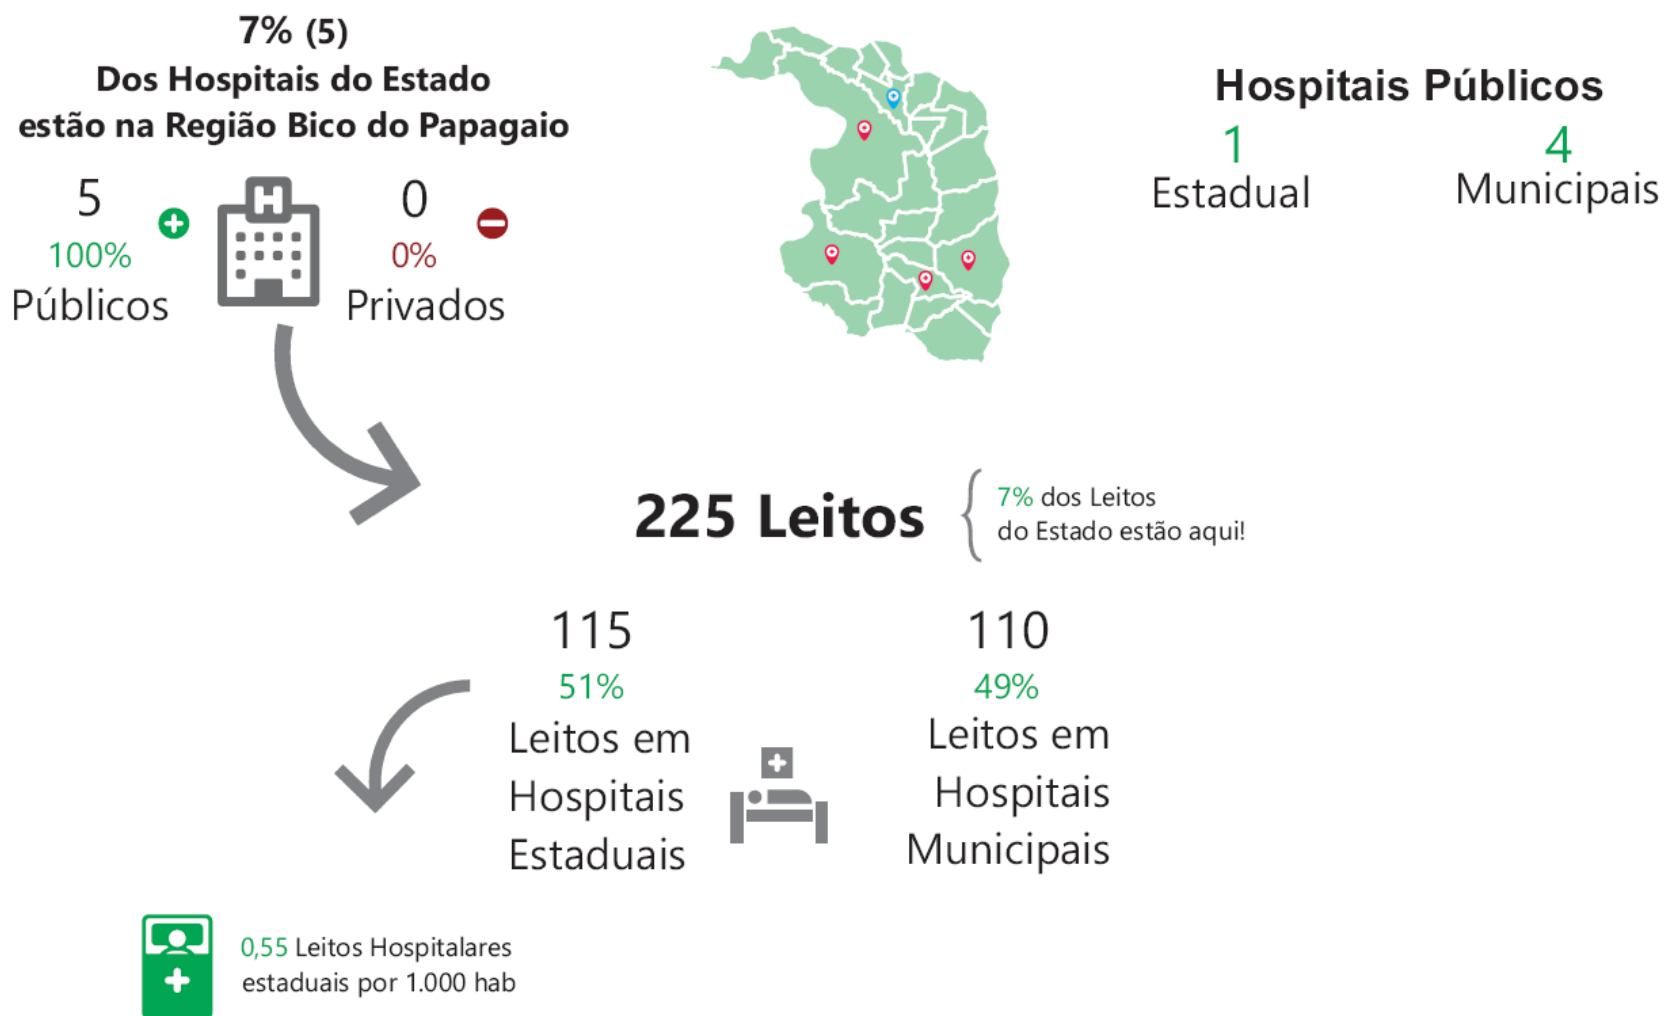 7% (5)
Dos Hospitais do Estado
estão na Região Bico do Papagaio
5
100%
Públicos
H
0
0%
Privados
Hospitais Públicos
1
Estadual
4
Municipais
225 Leitos
7% dos Leitos
do Estado estão aqui!
115
51%
Leitos em
Hospitais
Estaduais
110
49%
Leitos em
Hospitais
Municipais
0,55 Leitos Hospitalares
estaduais por 1.000 hab